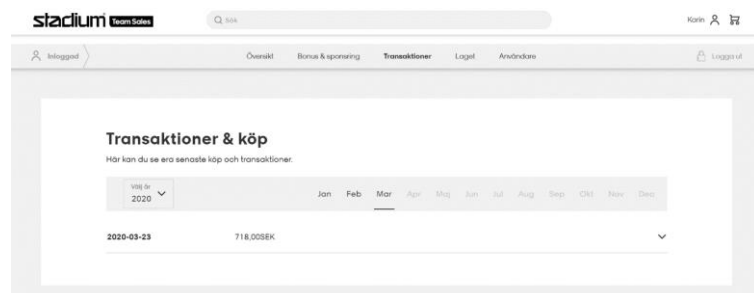 stadium Team Sales Sök Karin
Inloggad Översikt Bonus & sponsring Transaktioner Laget Användare Logga ut
Transaktioner & köp
Här kan du se era senaste köp och transaktioner.
Välj år
2020 Jan Feb Mar Apr Maj Jun Jul Aug Sep Okt Nov Dec
2020-03-23 718,00SEK